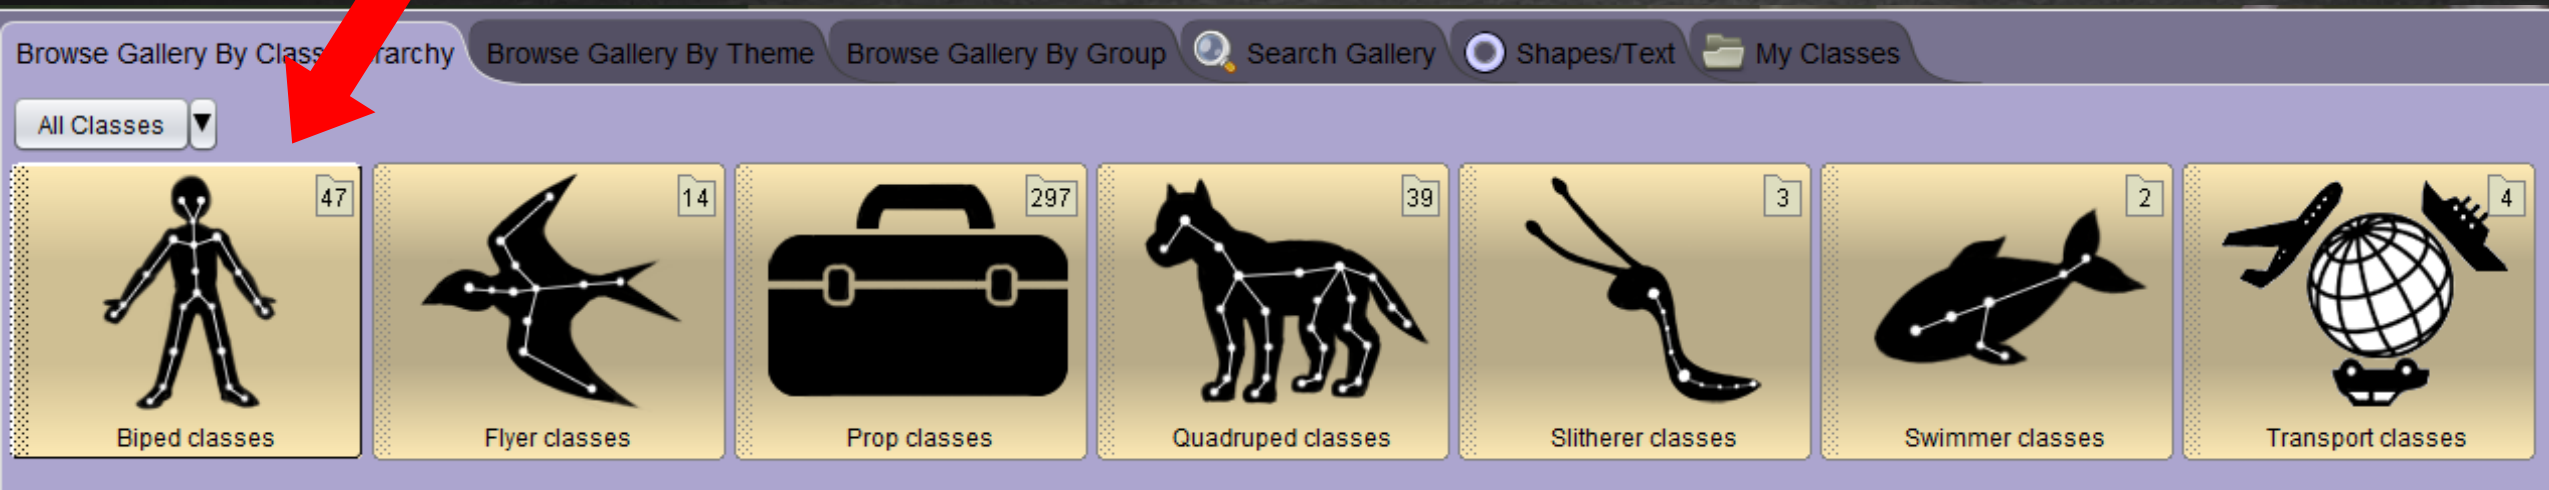 Browse Gallery By Class rarchy
Browse Gallery By Theme
Browse Gallery By Group
Search Gallery
Shapes/Text
My Classes
All Classes
47
14
297
39
3
2
4
Biped classes
Flyer classes
Prop classes
Quadruped classes
Slitherer classes
Swimmer classes
Transport classes